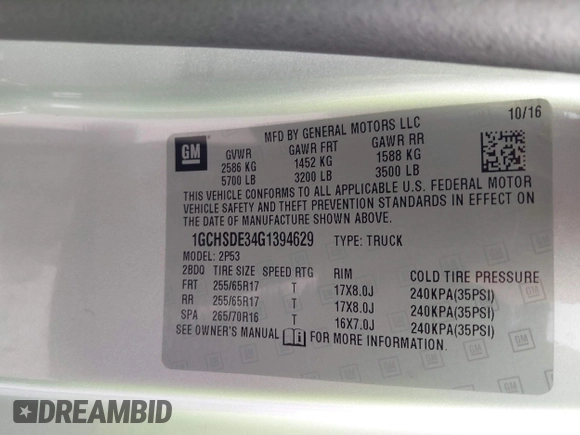 MFD BY GENERAL MOTORS LLC 10/16
GM
GVWR GAWR FRT GAWR RR
2586 KG 1452 KG 1588 KG
5700 LB 3200 LB 3500 LB
THIS VEHICLE CONFORMS TO ALL APPLICABLE U.S. FEDERAL MOTOR
VEHICLE SAFETY AND THEFT PREVENTION STANDARDS IN EFFECT ON
THE DATE OF MANUFACTURE SHOWN ABOVE.
1GCHSDE34G1394629 TYPE: TRUCK
MODEL: 2P53
2BDQ TIRE SIZE SPEED RTG RIM COLD TIRE PRESSURE
FRT 255/65R17 T 17X8.0J 240KPA(35PSI)
RR 255/65R17 T 17X8.0J 240KPA(35PSI)
SPA 265/70R16 T 16X7.0J 240KPA(35PSI)
SEE OWNER'S MANUAL FOR MORE INFORMATION.
DREAMBID